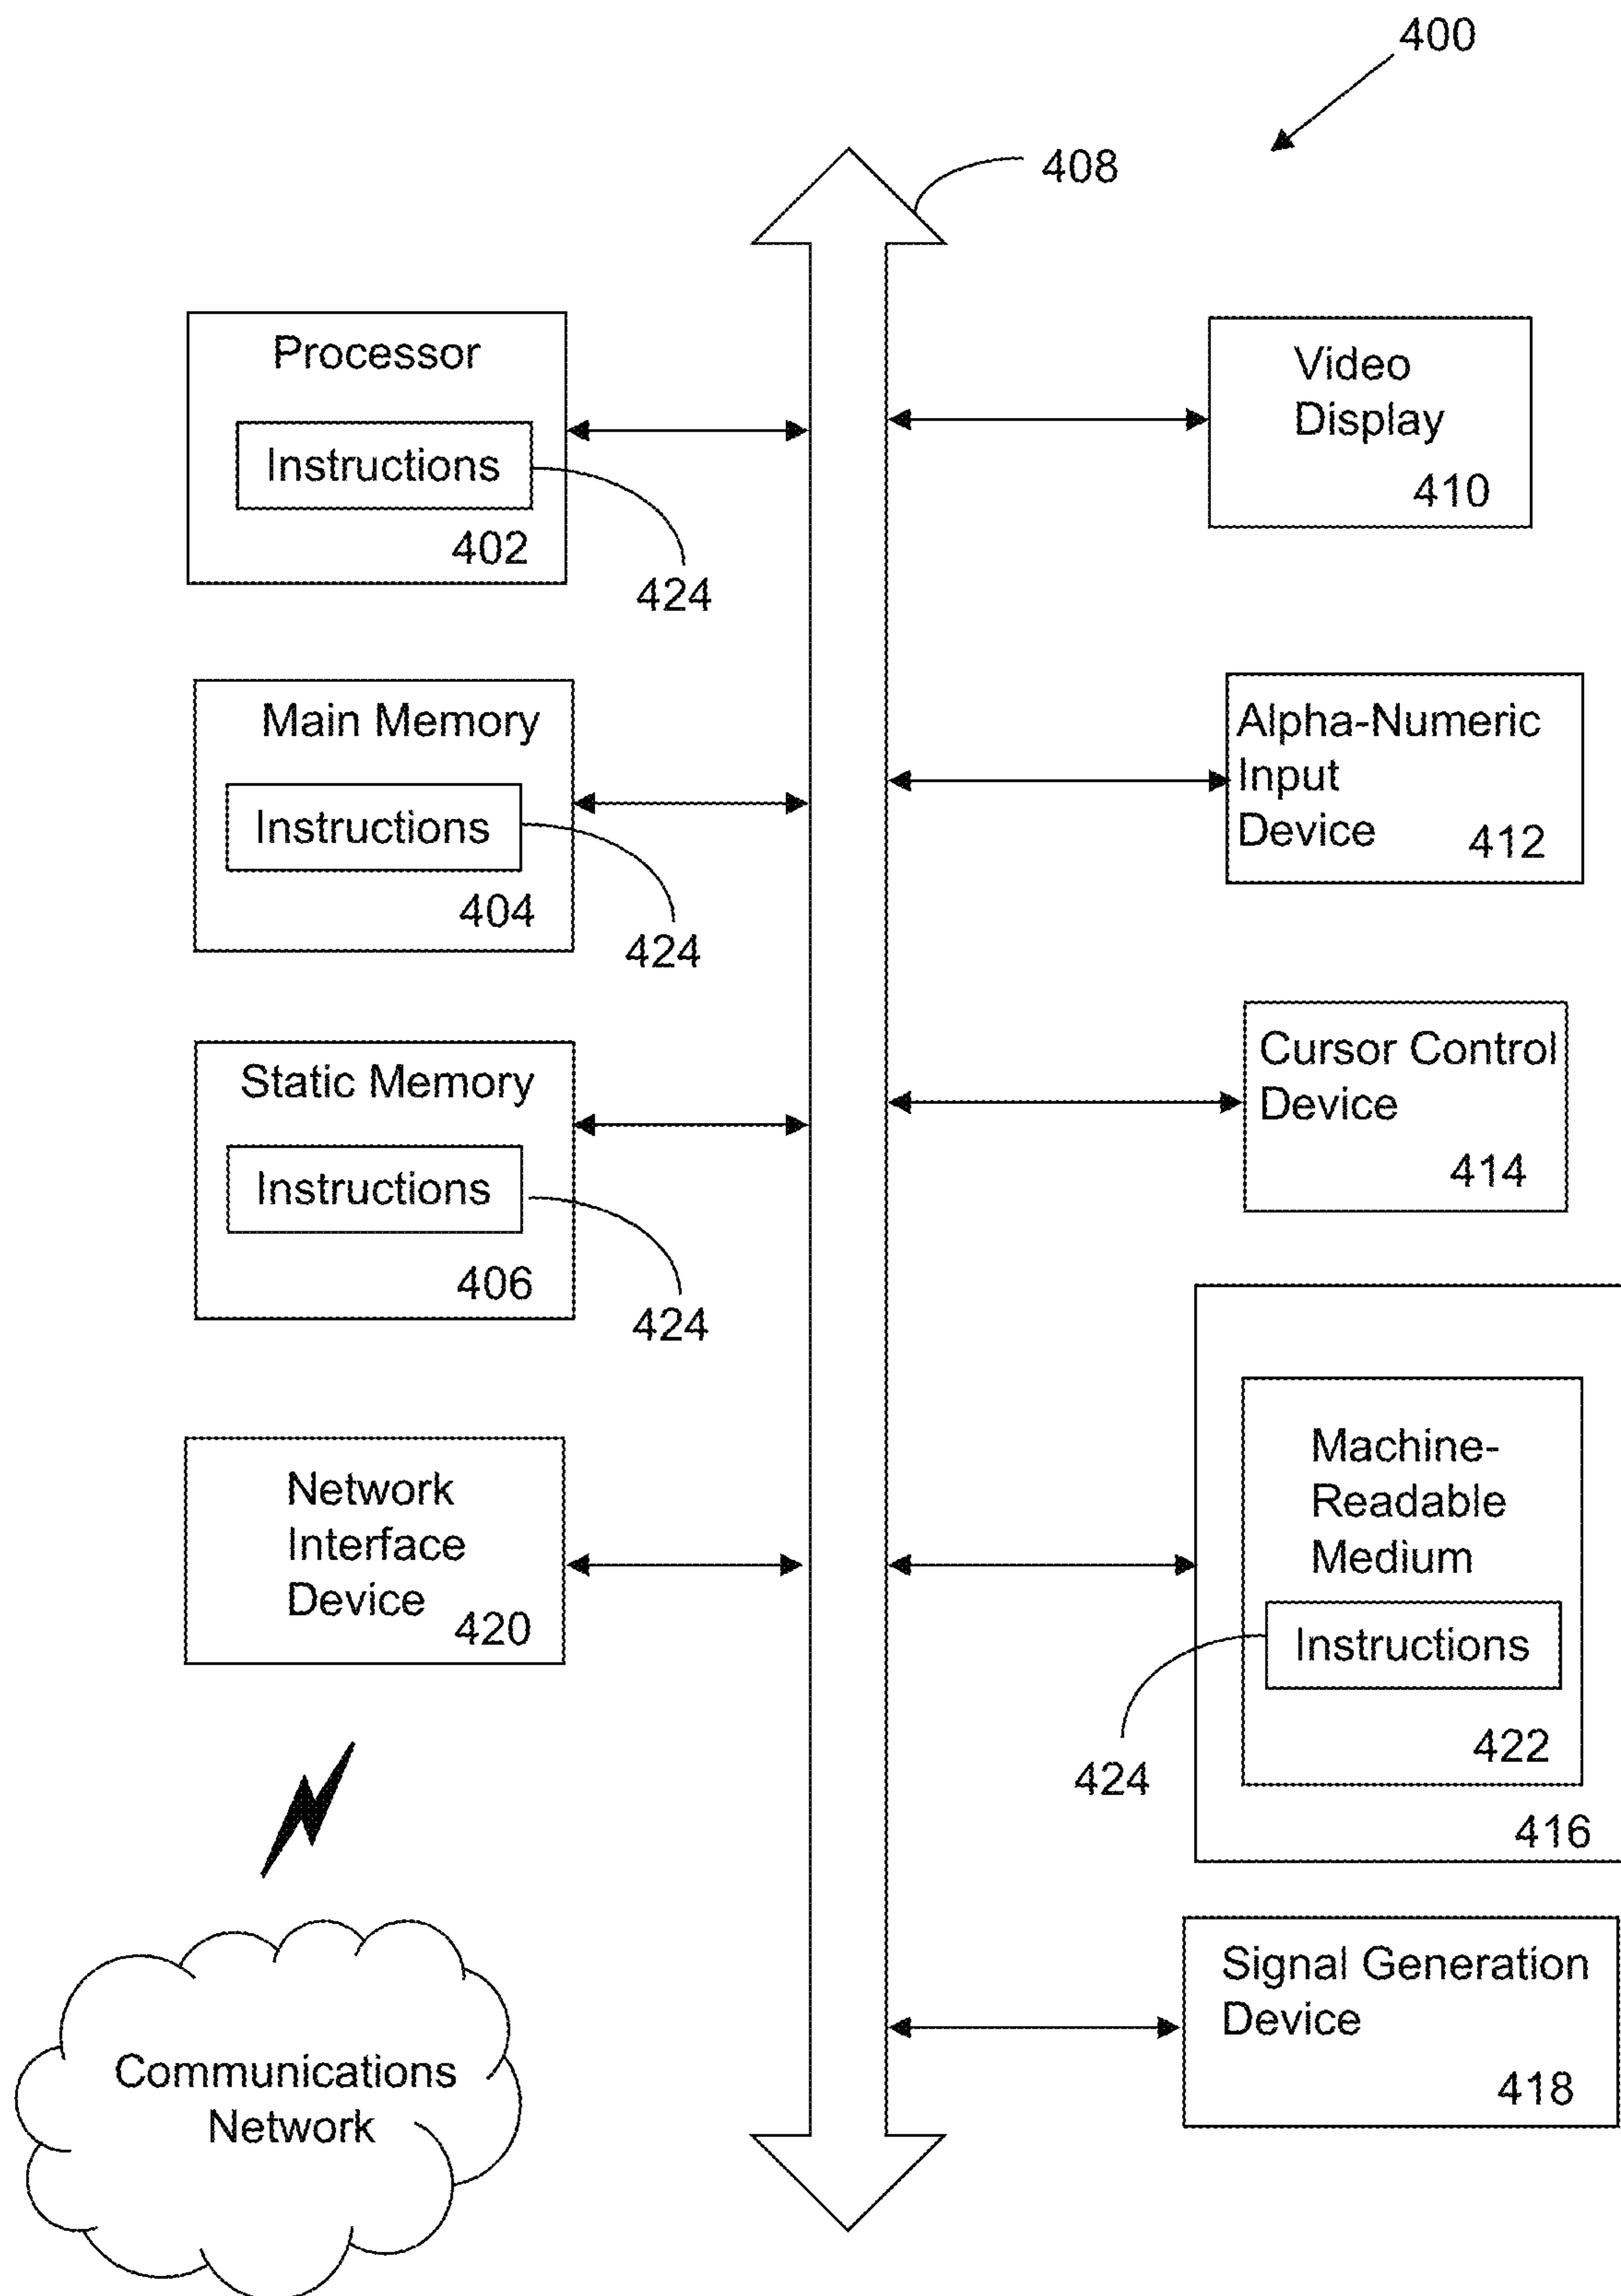 400
408
Processor
Instructions
402
424
Main Memory
Instructions
404
424
Static Memory
Instructions
406
424
Network
Interface
Device
420
Communications
Network
Video
Display
410
Alpha-Numeric
Input
Device
412
Cursor Control
Device
414
Machine-
Readable
Medium
Instructions
424
422
416
Signal Generation
Device
418